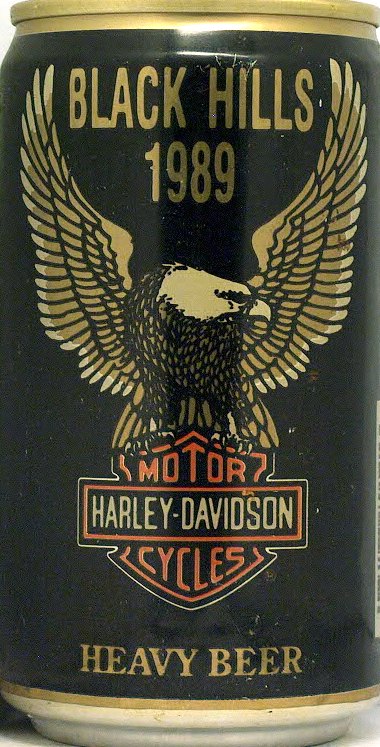 BLACK HILLS
1989
MOTOR
HARLEY-DAVIDSON
CYCLES
HEAVY BEER